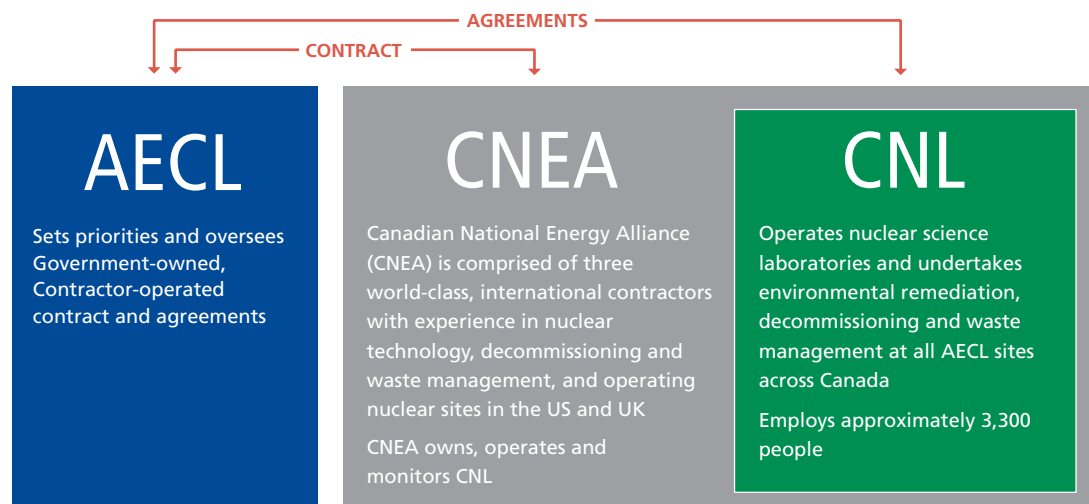 AGREEMENTS
CONTRACT
AECL
Sets priorities and oversees
Government-owned,
Contractor-operated
contract and agreements
CNEA
Canadian National Energy Alliance
(CNEA) is comprised of three
world-class, international contractors
with experience in nuclear
technology, decommissioning and
waste management, and operating
nuclear sites in the US and UK
CNEA owns, operates and
monitors CNL
CNL
Operates nuclear science
laboratories and undertakes
environmental remediation,
decommissioning and waste
management at all AECL sites
across Canada
Employs approximately 3,300
people